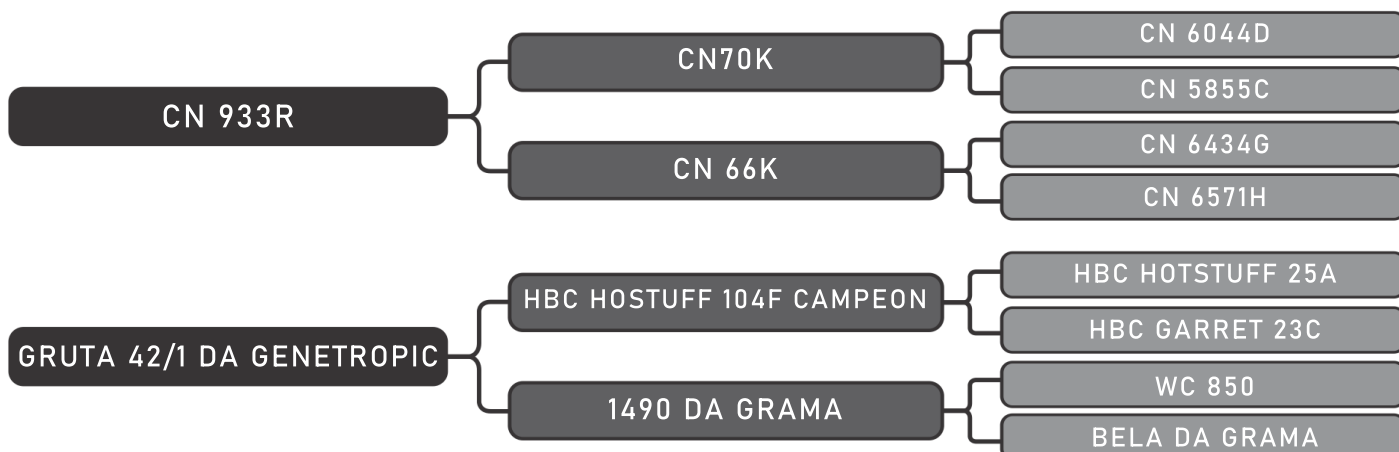 CN 6044D
CN70K
CN 5855C
CN 933R
CN 6434G
CN 66K
CN 6571H
HBC HOTSTUFF 25A
HBC HOSTUFF 104F CAMPEON
HBC GARRET 23C
GRUTA 42/1 DA GENETROPIC
WC 850
1490 DA GRAMA
BELA DA GRAMA